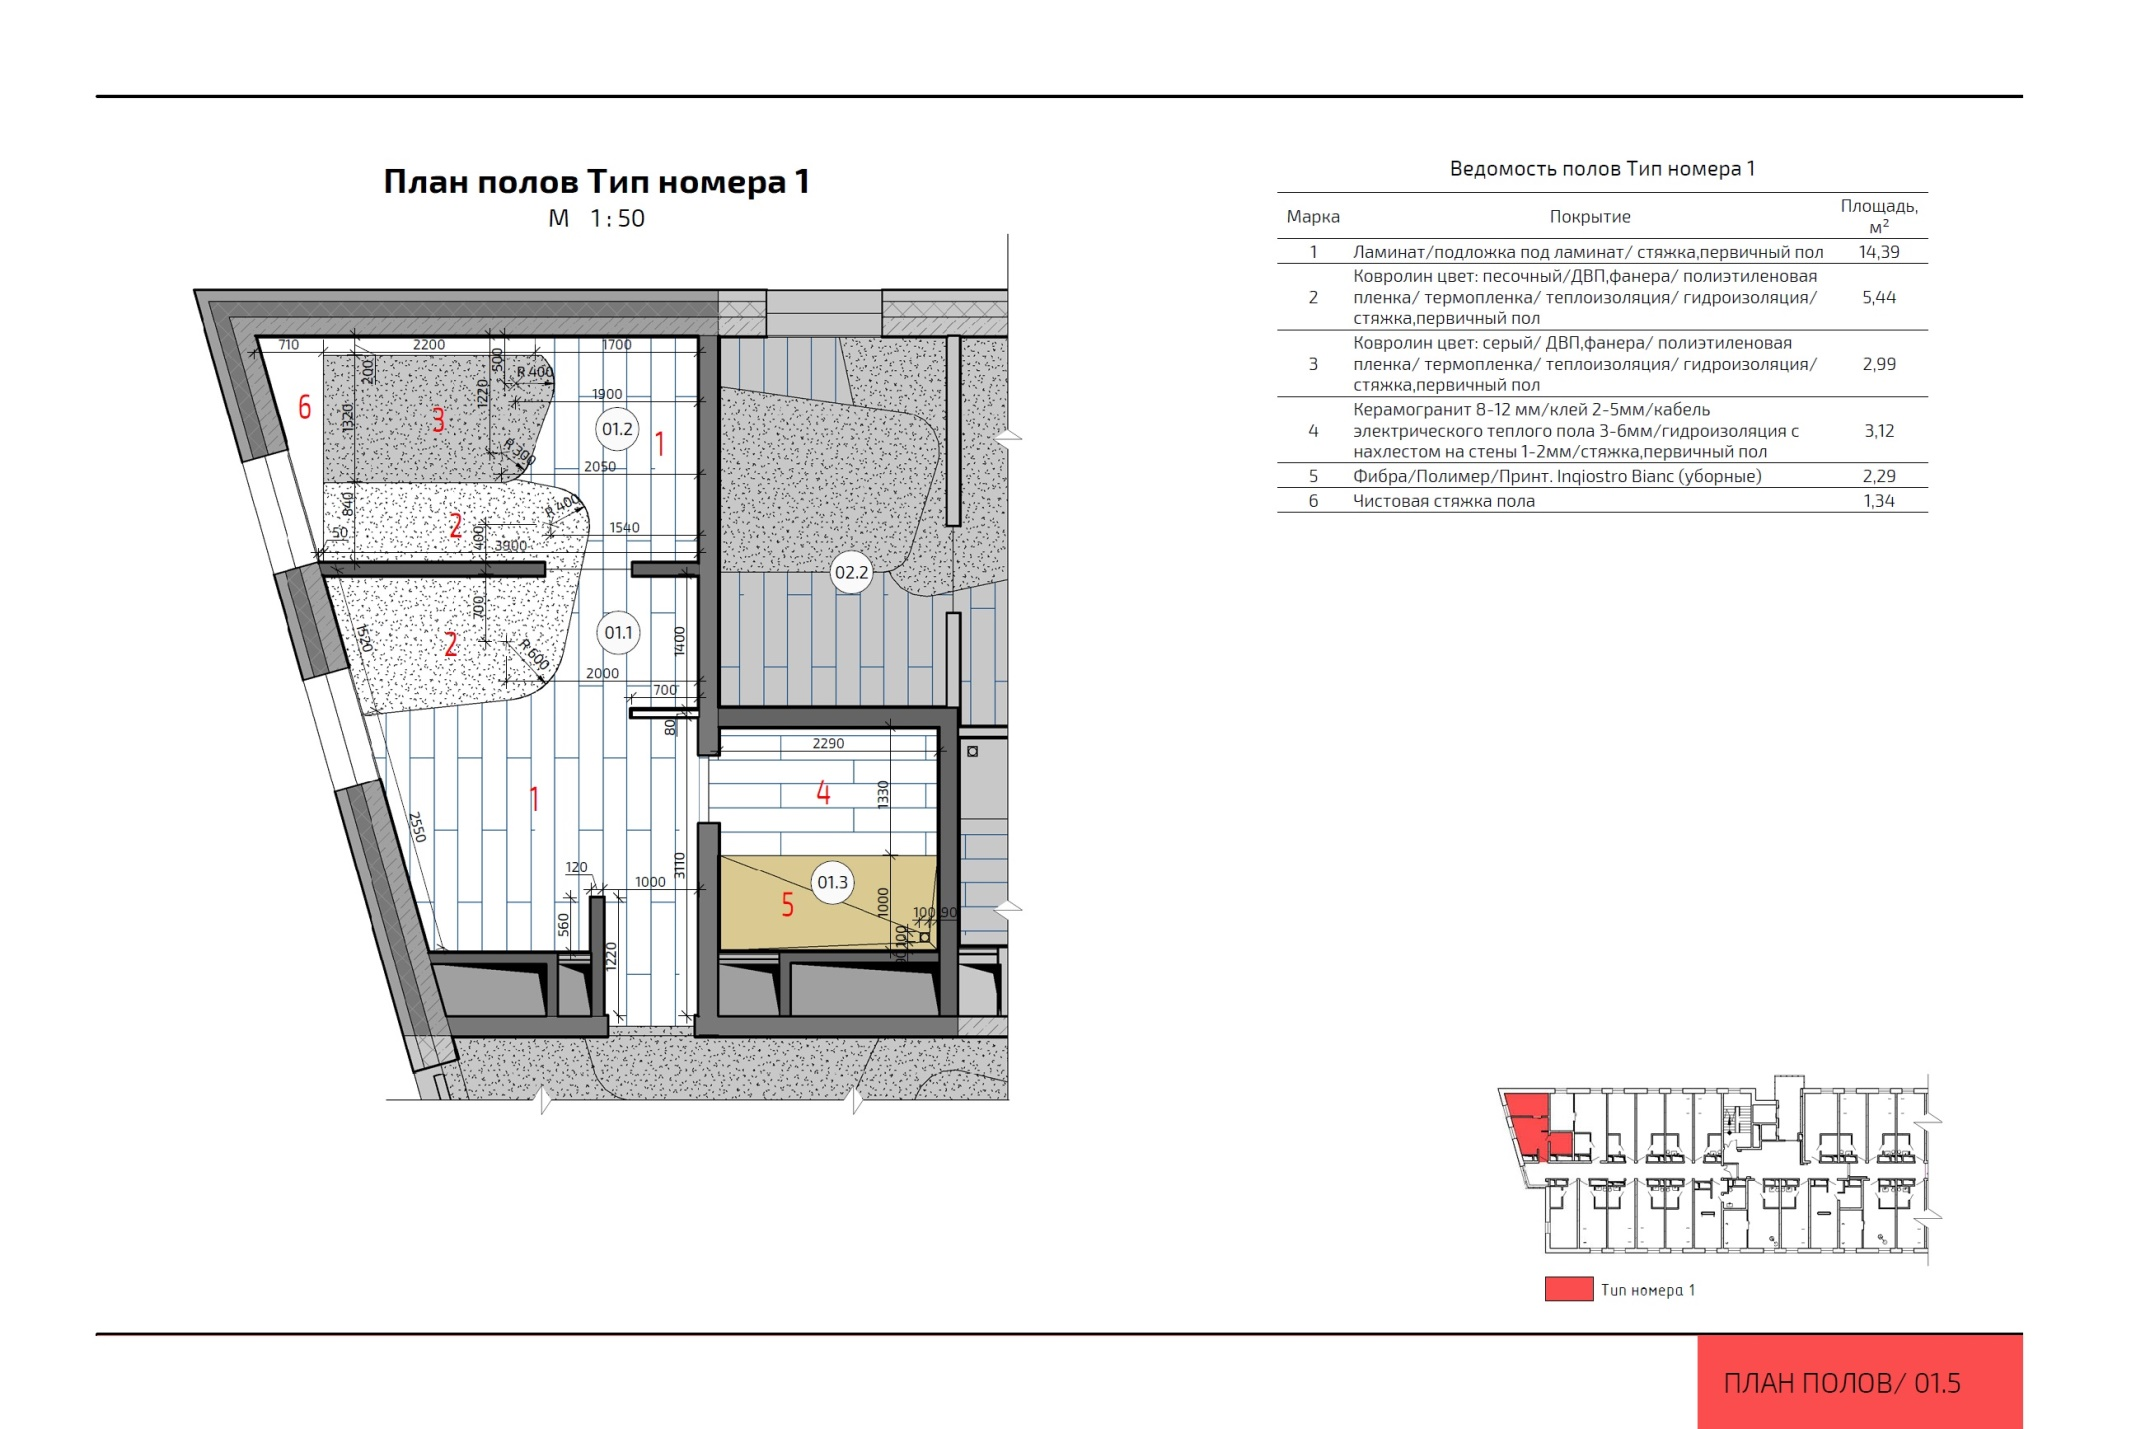 План полов Тип номера 1
М 1 : 50
710
2200
1700
200
500
R 400
1220
1900
6
3
1320
01.2
1
R 300
2050
840
R 400
2
400
1540
50
3900
700
01.1
1520
2
1400
R 600
2000
700
80
02.2
2290
1
4
1330
2550
120
1000
3110
01.3
5
1000
560
1220
100
90
100
90
Ведомость полов Тип номера 1
Марка Покрытие Площадь, м²
1 Ламинат/подложка под ламинат/ стяжка,первичный пол 14,39
Ковролин цвет: песочный/ДВП,фанера/ полиэтиленовая
2 пленка/ термопленка/ теплоизоляция/ гидроизоляция/ 5,44
стяжка,первичный пол
Ковролин цвет: серый/ ДВП,фанера/ полиэтиленовая
3 пленка/ термопленка/ теплоизоляция/ гидроизоляция/ 2,99
стяжка,первичный пол
Керамогранит 8-12 мм/клей 2-5мм/кабель
4 электрического теплого пола 3-6мм/гидроизоляция с 3,12
нахлестом на стены 1-2мм/стяжка,первичный пол
5 Фибра/Полимер/Принт. Inqiostro Bianc (уборные) 2,29
6 Чистовая стяжка пола 1,34
Тип номера 1
ПЛАН ПОЛОВ/ 01.5